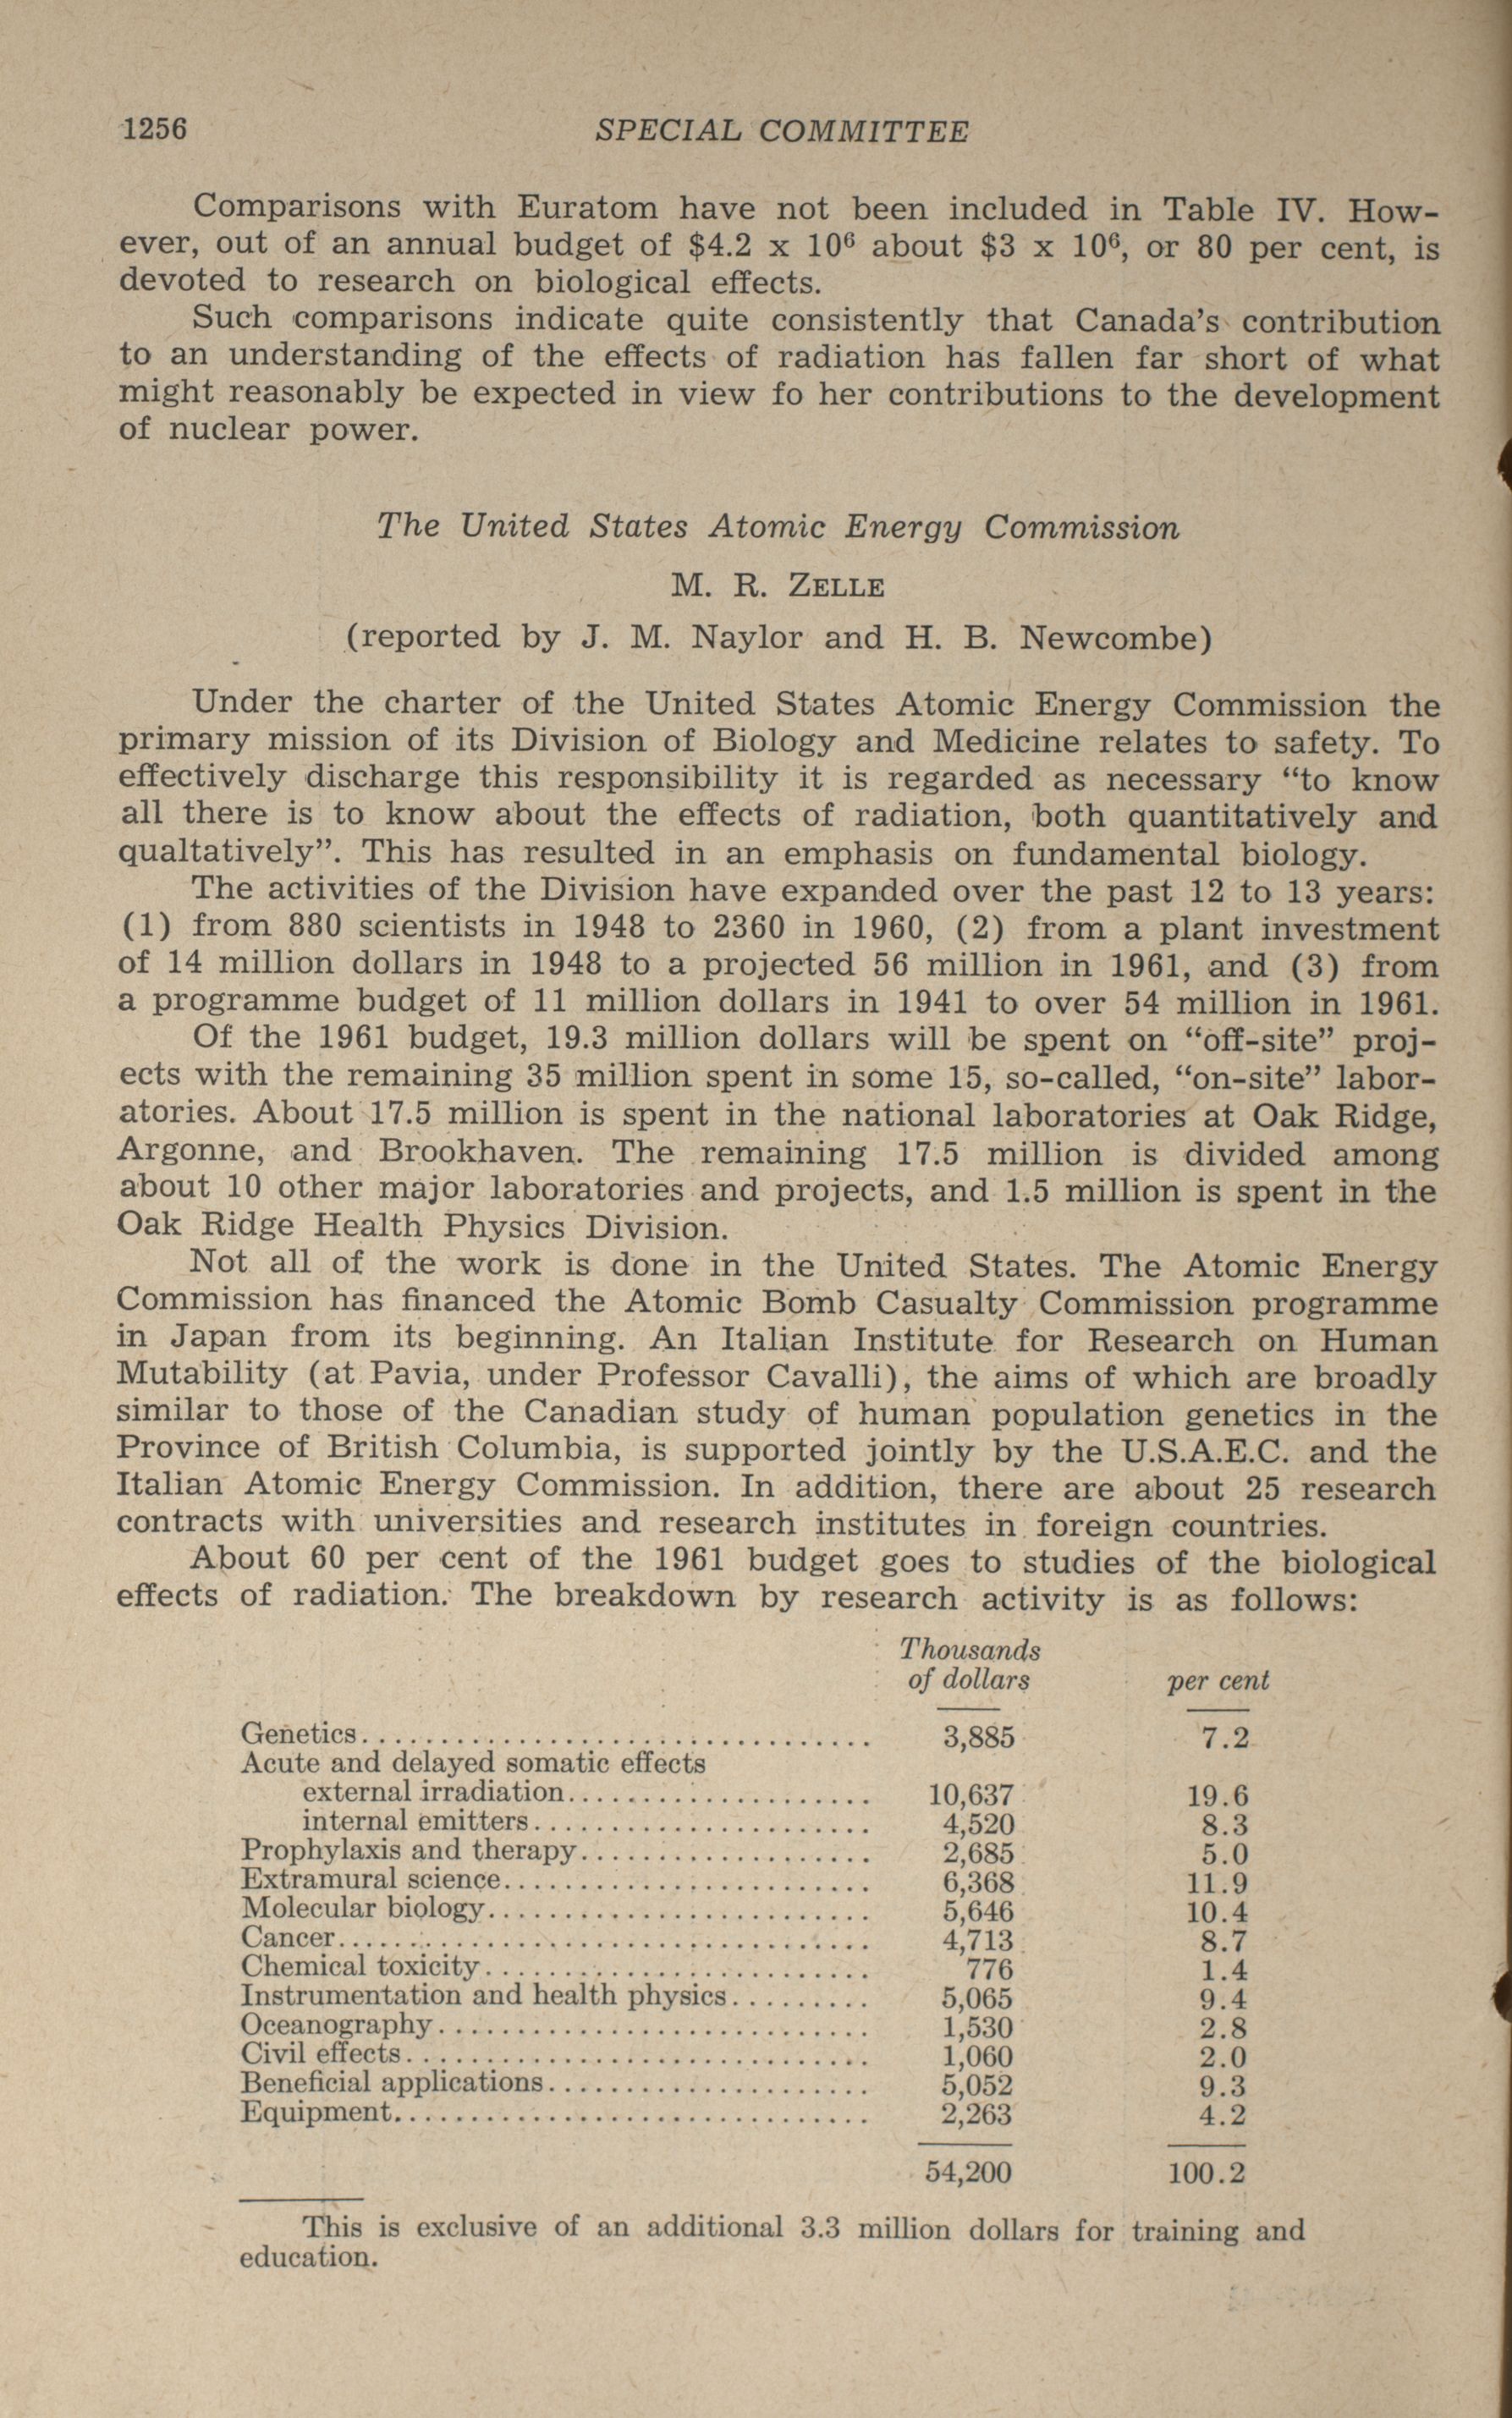 1256 SPECIAL COMMITTEE
Comparisons with Euratom have not been included in Table IV. How-
ever, out of an annual budget of $4.2 x 10⁶ about $3 x 10⁶, or 80 per cent, is
devoted to research on biological effects.
Such comparisons indicate quite consistently that Canada's contribution
to an understanding of the effects of radiation has fallen far short of what
might reasonably be expected in view fo her contributions to the development
of nuclear power.
The United States Atomic Energy Commission
M. R. ZELLE
(reported by J. M. Naylor and H. B. Newcombe)
Under the charter of the United States Atomic Energy Commission the
primary mission of its Division of Biology and Medicine relates to safety. To
effectively discharge this responsibility it is regarded as necessary “to know
all there is to know about the effects of radiation, both quantitatively and
qualtatively”. This has resulted in an emphasis on fundamental biology.
The activities of the Division have expanded over the past 12 to 13 years:
(1) from 880 scientists in 1948 to 2360 in 1960, (2) from a plant investment
of 14 million dollars in 1948 to a projected 56 million in 1961, and (3) from
a programme budget of 11 million dollars in 1941 to over 54 million in 1961.
Of the 1961 budget, 19.3 million dollars will be spent on “off-site” proj-
ects with the remaining 35 million spent in some 15, so-called, “on-site” labor-
atories. About 17.5 million is spent in the national laboratories at Oak Ridge,
Argonne, and Brookhaven. The remaining 17.5 million is divided among
about 10 other major laboratories and projects, and 1.5 million is spent in the
Oak Ridge Health Physics Division.
Not all of the work is done in the United States. The Atomic Energy
Commission has financed the Atomic Bomb Casualty Commission programme
in Japan from its beginning. An Italian Institute for Research on Human
Mutability (at Pavia, under Professor Cavalli), the aims of which are broadly
similar to those of the Canadian study of human population genetics in the
Province of British Columbia, is supported jointly by the U.S.A.E.C. and the
Italian Atomic Energy Commission. In addition, there are about 25 research
contracts with universities and research institutes in foreign countries.
About 60 per cent of the 1961 budget goes to studies of the biological
effects of radiation. The breakdown by research activity is as follows:
Thousands
of dollars per cent
Genetics 3,885 7.2
Acute and delayed somatic effects
external irradiation 10,637 19.6
internal emitters 4,520 8.3
Prophylaxis and therapy 2,685 5.0
Extramural science 6,368 11.9
Molecular biology 5,646 10.4
Cancer 4,713 8.7
Chemical toxicity 776 1.4
Instrumentation and health physics 5,065 9.4
Oceanography 1,530 2.8
Civil effects 1,060 2.0
Beneficial applications 5,052 9.3
Equipment 2,263 4.2
54,200 100.2
This is exclusive of an additional 3.3 million dollars for training and
education.